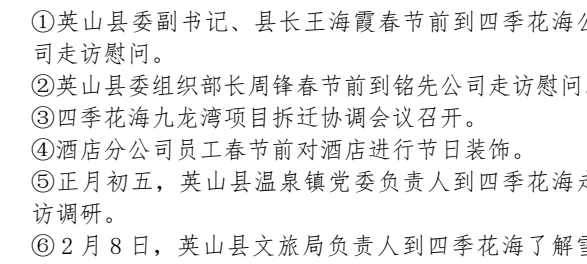 ①英山县委副书记、县长王海霞春节前到四季花海公
司走访慰问。
②英山县委组织部长周锋春节前到铭先公司走访慰问。
③四季花海九龙湾项目拆迁协调会议召开。
④酒店分公司员工春节前对酒店进行节日装饰。
⑤正月初五，英山县温泉镇党委负责人到四季花海走
访调研。
⑥2月8日，英山县文旅局负责人到四季花海了解雪